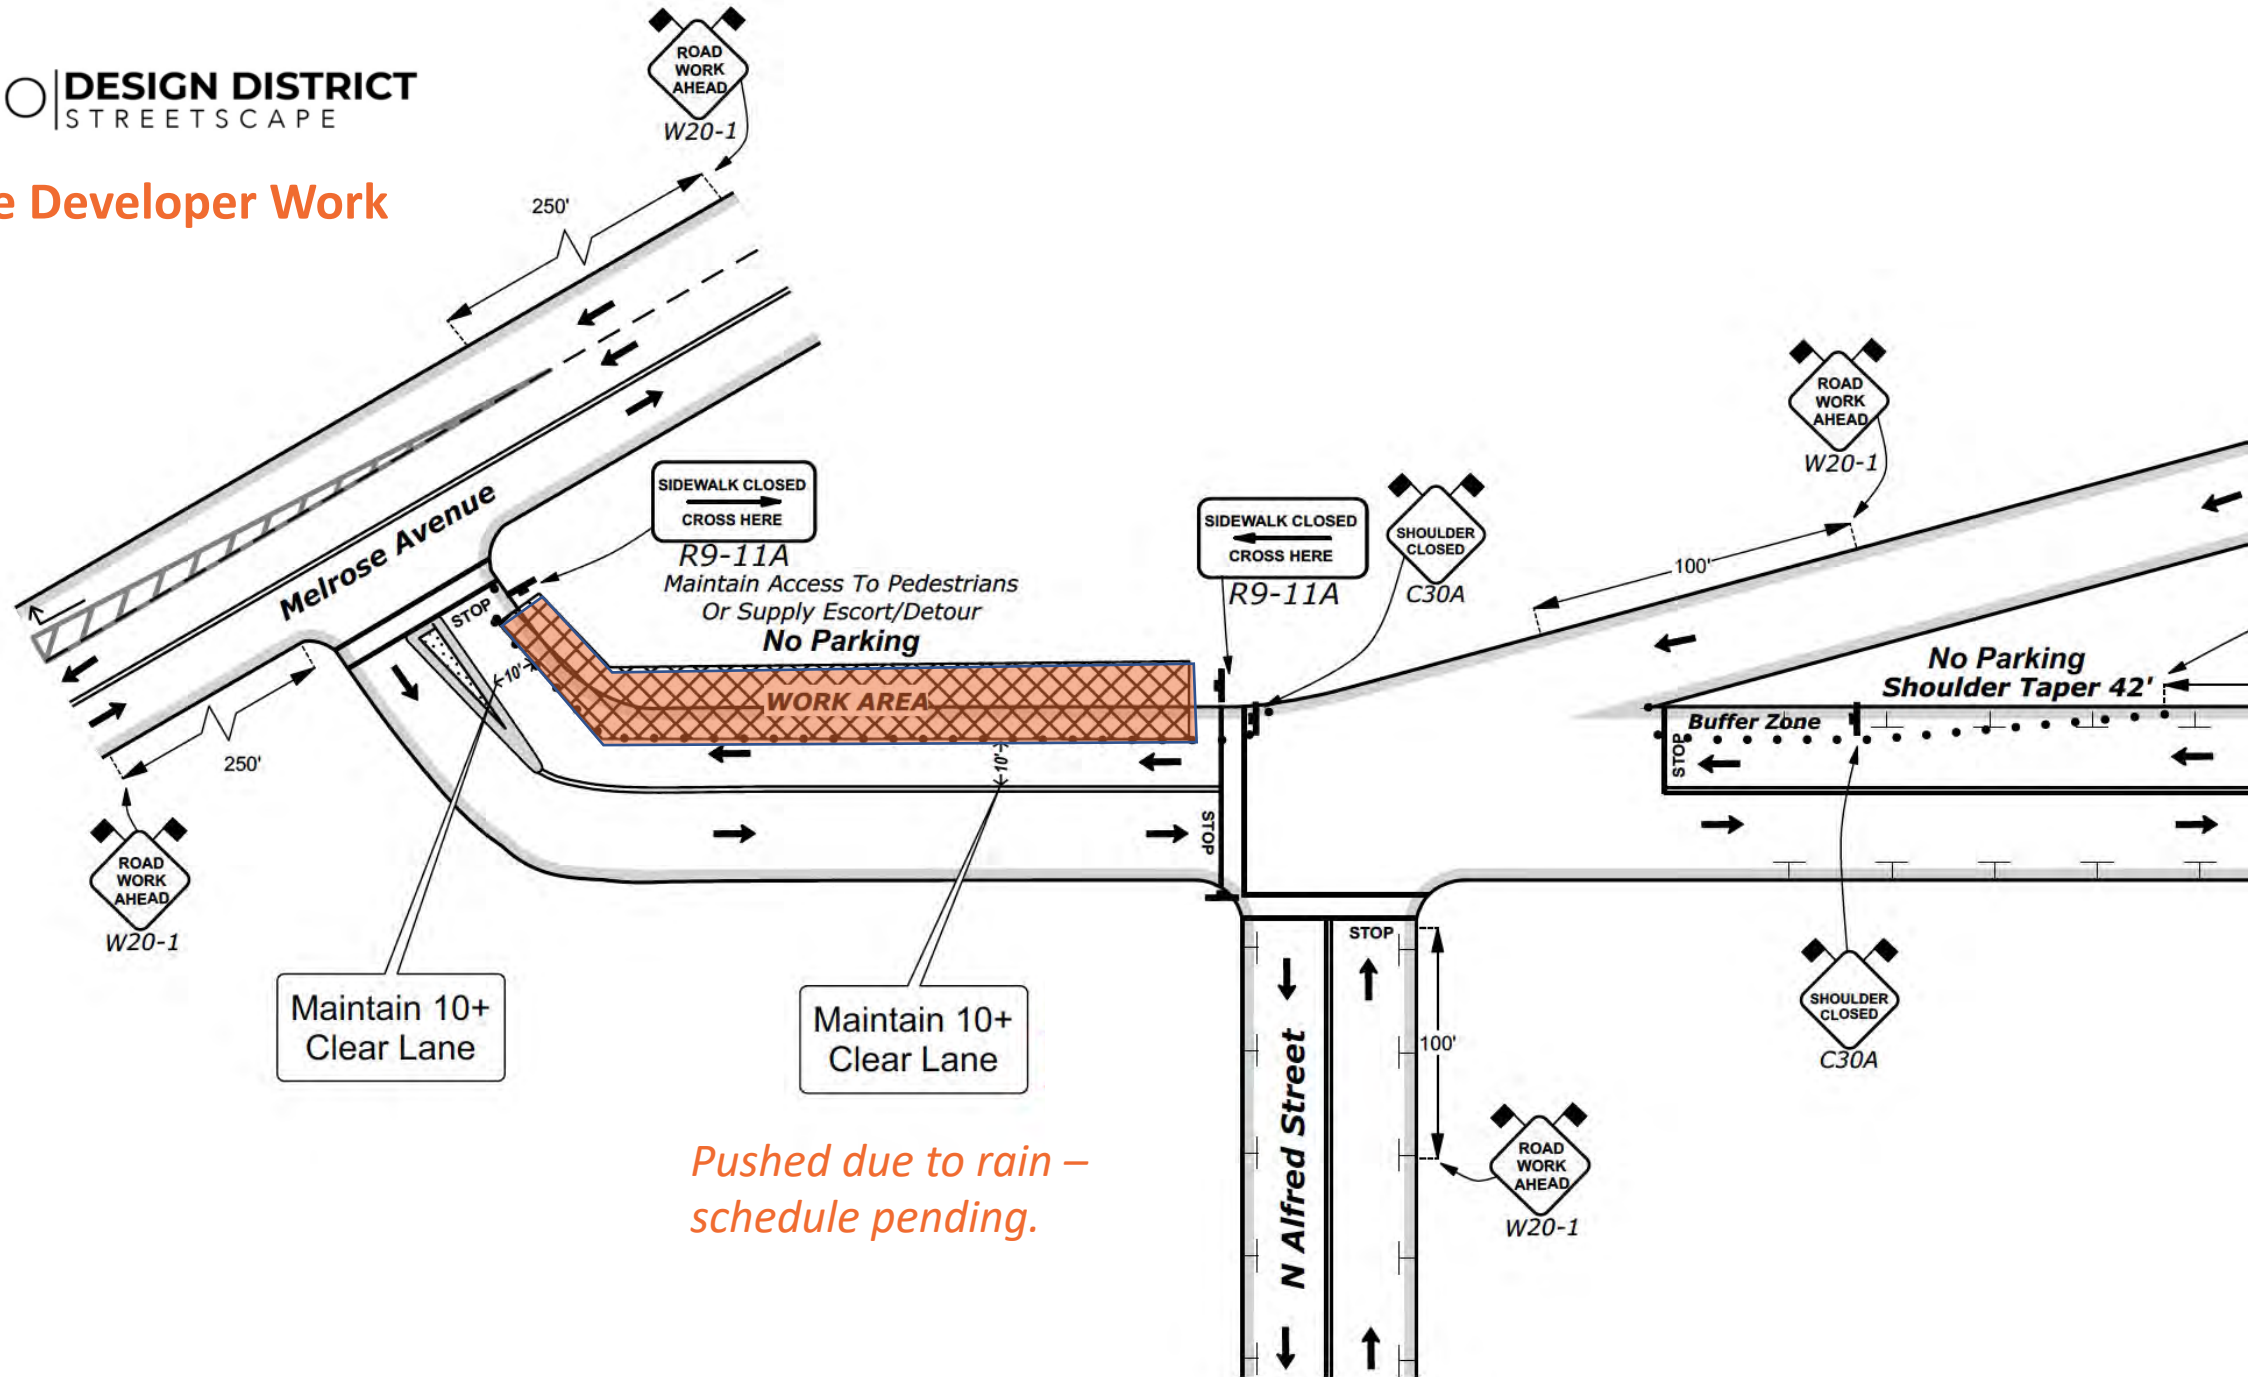 ROAD
WORK
AHEAD
W20-1
DESIGN DISTRICT
STREETSCAPE
e Developer Work
250'
ROAD
WORK
AHEAD
W20-1
SIDEWALK CLOSED
CROSS HERE
R9-11A
SIDEWALK CLOSED
CROSS HERE
R9-11A
SHOULDER
CLOSED
C30A
Melrose Avenue
100'
Maintain Access To Pedestrians
Or Supply Escort/Detour
No Parking
STOP
10'
WORK AREA
No Parking
Shoulder Taper 42'
Buffer Zone
STOP
250'
10'
STOP
ROAD
WORK
AHEAD
W20-1
Maintain 10+
Clear Lane
Maintain 10+
Clear Lane
STOP
N Alfred Street
100'
SHOULDER
CLOSED
C30A
ROAD
WORK
AHEAD
W20-1
Pushed due to rain –
schedule pending.